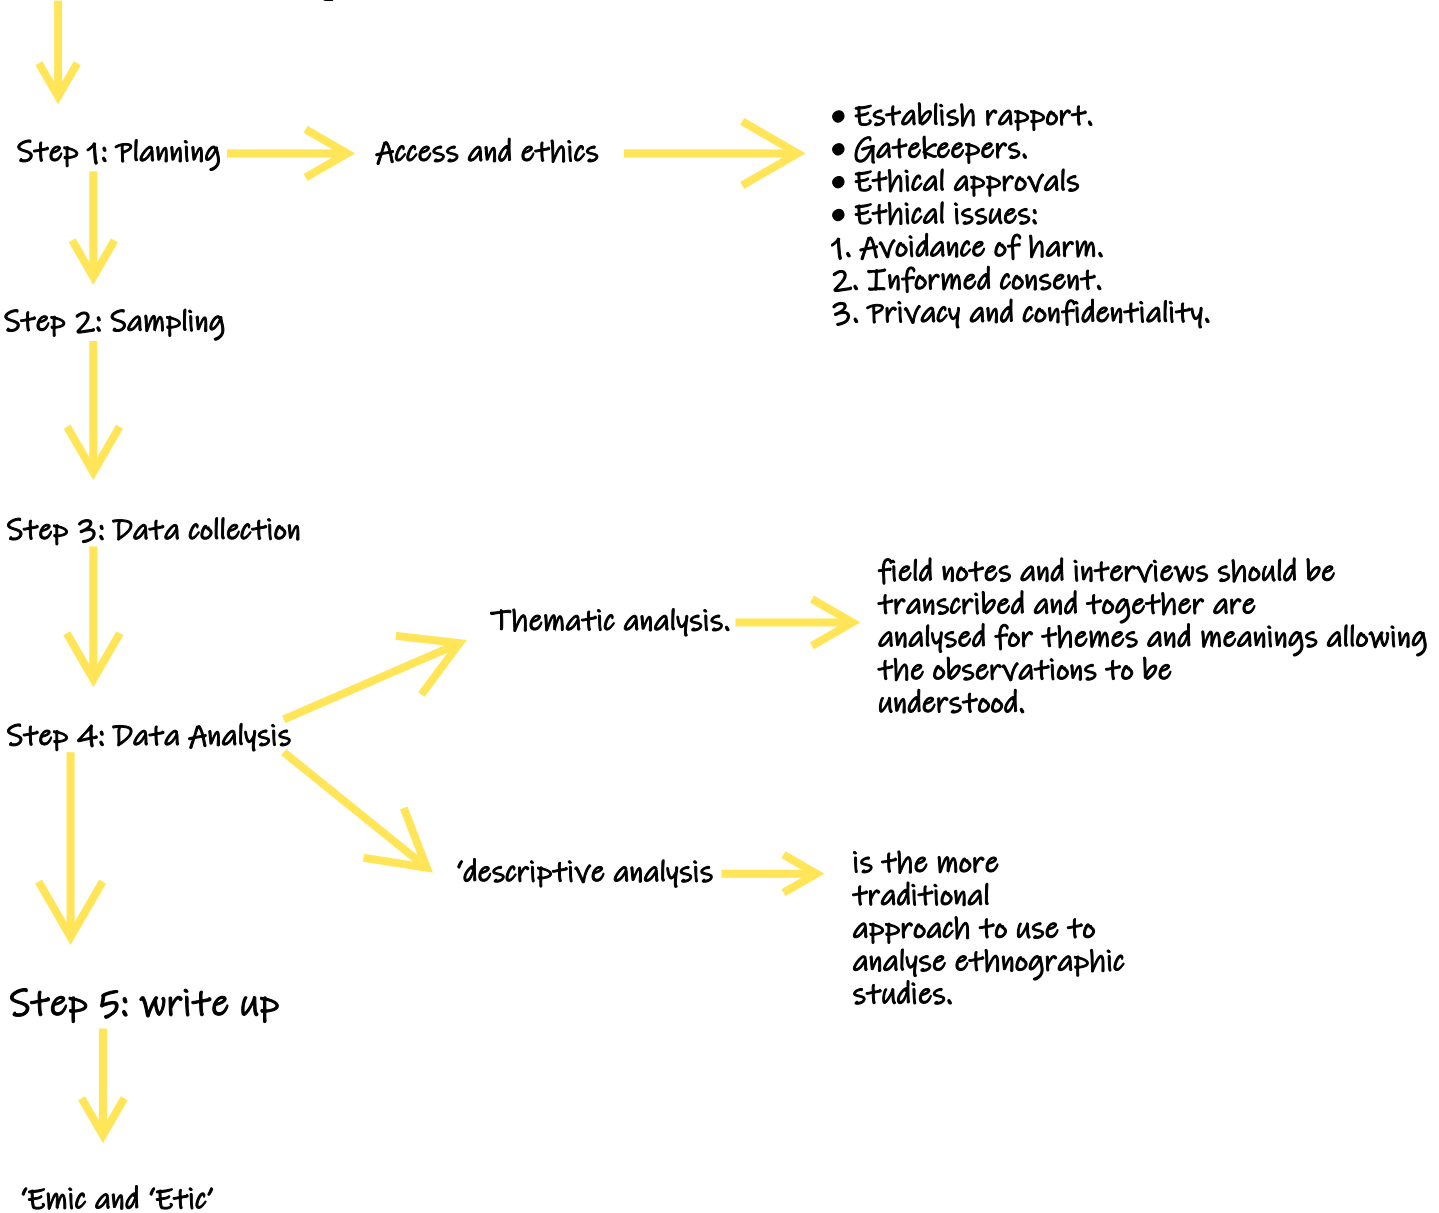 Step 1: Planning
Access and ethics
• Establish rapport.
• Gatekeepers.
• Ethical approvals
• Ethical issues:
1. Avoidance of harm.
2. Informed consent.
3. Privacy and confidentiality.
Step 2: Sampling
Step 3: Data collection
Step 4: Data Analysis
Thematic analysis.
field notes and interviews should be
transcribed and together are
analysed for themes and meanings allowing
the observations to be
understood.
'descriptive analysis
is the more
traditional
approach to use to
analyse ethnographic
studies.
Step 5: write up
'Emic and 'Etic'